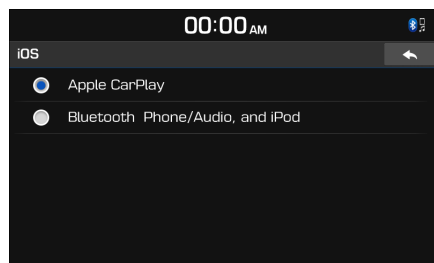 00:00 AM
iOS
Apple CarPlay
Bluetooth Phone/Audio, and iPod